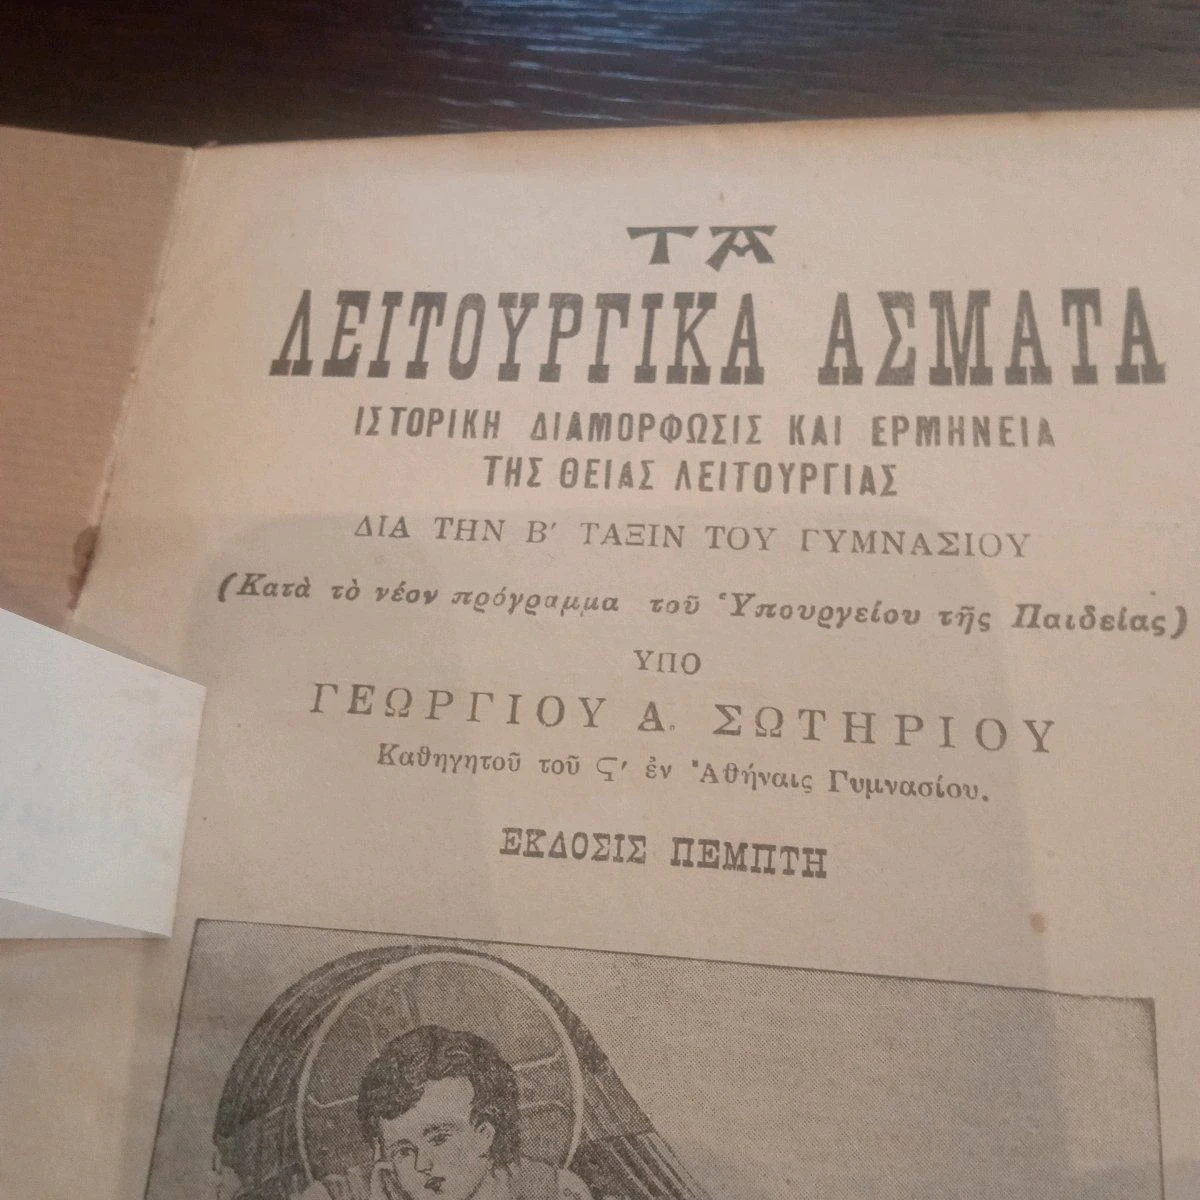 ΤΑ
ΛΕΙΤΟΥΡΓΙΚΑ ΑΣΜΑΤΑ
ΙΣΤΟΡΙΚΗ ΔΙΑΜΟΡΦΩΣΙΣ ΚΑΙ ΕΡΜΗΝΕΙΑ
ΤΗΣ ΘΕΙΑΣ ΛΕΙΤΟΥΡΓΙΑΣ
ΔΙΑ ΤΗΝ Β' ΤΑΞΙΝ ΤΟΥ ΓΥΜΝΑΣΙΟΥ
(Κατὰ τὸ νέον πρόγραμμα τοῦ Ὑπουργείου τῆς Παιδείας)
ΥΠΟ
ΓΕΩΡΓΙΟΥ Α. ΣΩΤΗΡΙΟΥ
Καθηγητοῦ τοῦ Ϛ' ἐν Ἀθήναις Γυμνασίου.
ΕΚΔΟΣΙΣ ΠΕΜΠΤΗ